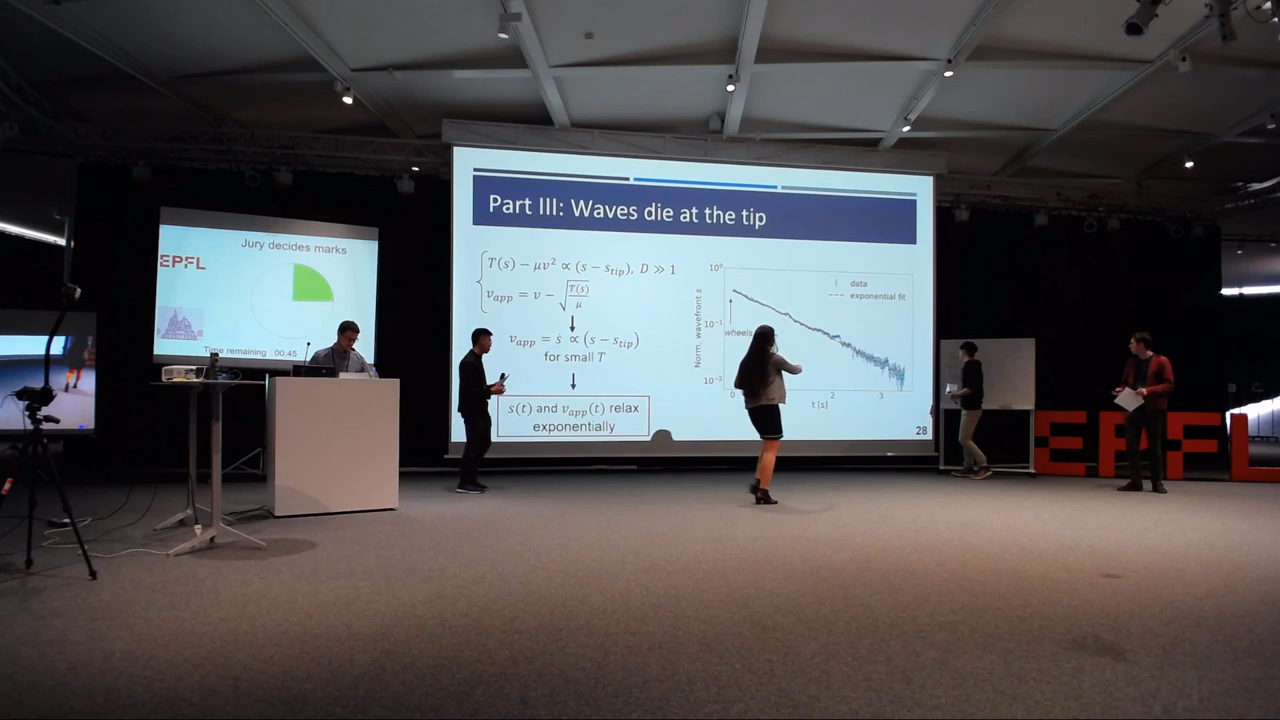 Jury decides marks
EPFL
Time remaining : 00:45
Part III: Waves die at the tip
T(s) − μv² ∝ (s − s_tip), D ≫ 1
v_app = v − √(T(s)/μ)
v_app = ṡ ∝ (s − s_tip)
for small T
s(t) and v_app(t) relax
exponentially
10⁰
10⁻¹
10⁻²
Norm. wavefront s
data
exponential fit
wheels
0
2
3
t [s]
28
EPFL